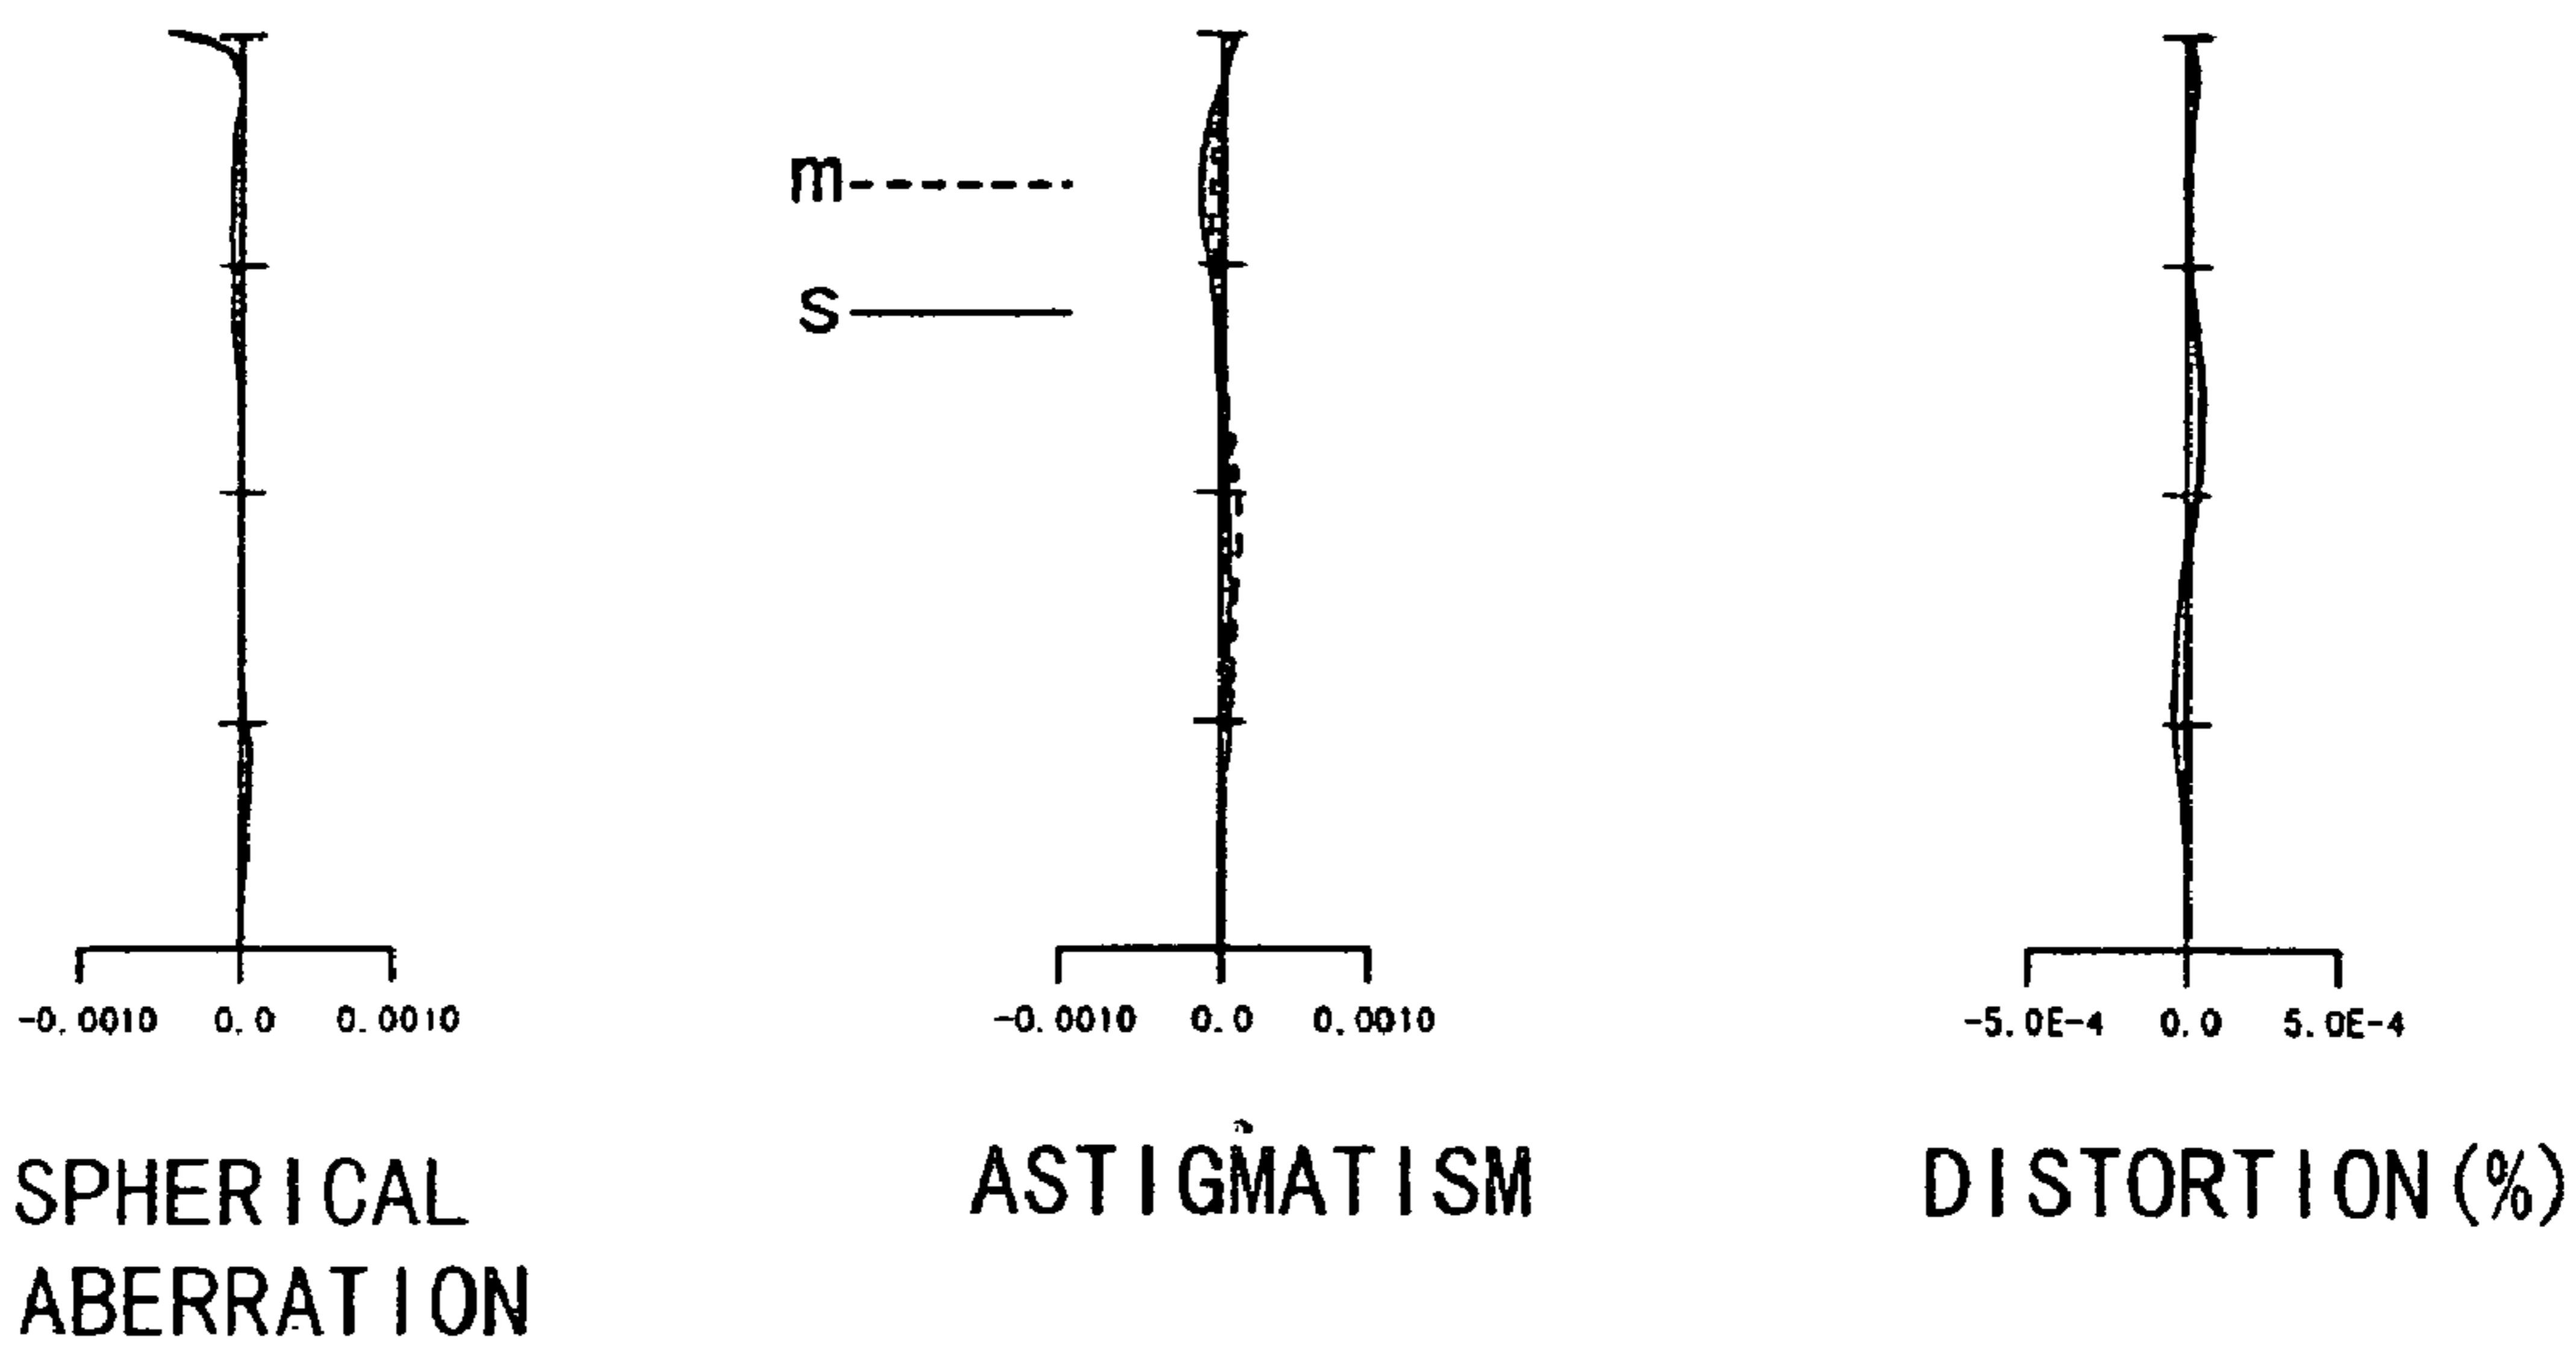 m
s
-0.0010 0.0 0.0010
-0.0010 0.0 0.0010
-5.0E-4 0.0 5.0E-4
SPHERICAL
ABERRATION
ASTIGMATISM
DISTORTION(%)